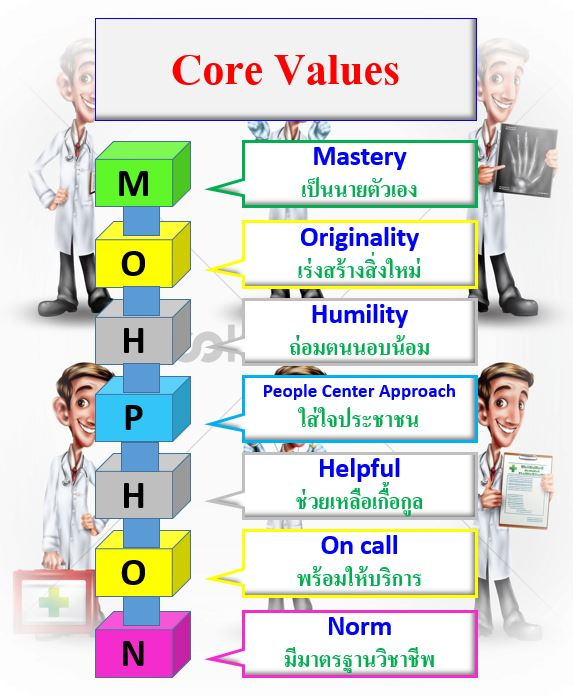 Core Values
M
Mastery
เป็นนายตัวเอง
O
Originality
เร่งสร้างสิ่งใหม่
H
Humility
ถ่อมตนนอบน้อม
P
People Center Approach
ใส่ใจประชาชน
H
Helpful
ช่วยเหลือเกื้อกูล
O
On call
พร้อมให้บริการ
N
Norm
มีมาตรฐานวิชาชีพ